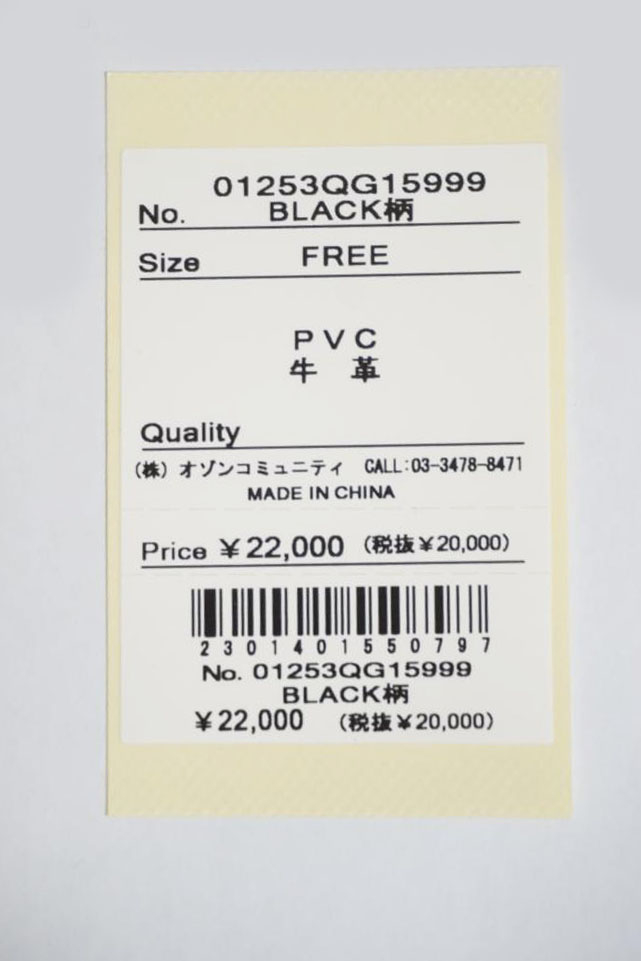 01253QG15999
No. BLACK柄
Size FREE
PVC
牛 革
Quality
（株）オゾンコミュニティ CALL:03-3478-8471
MADE IN CHINA
Price ￥22,000 (税抜￥20,000)
2301401550797
No. 01253QG15999
BLACK柄
￥22,000 (税抜￥20,000)